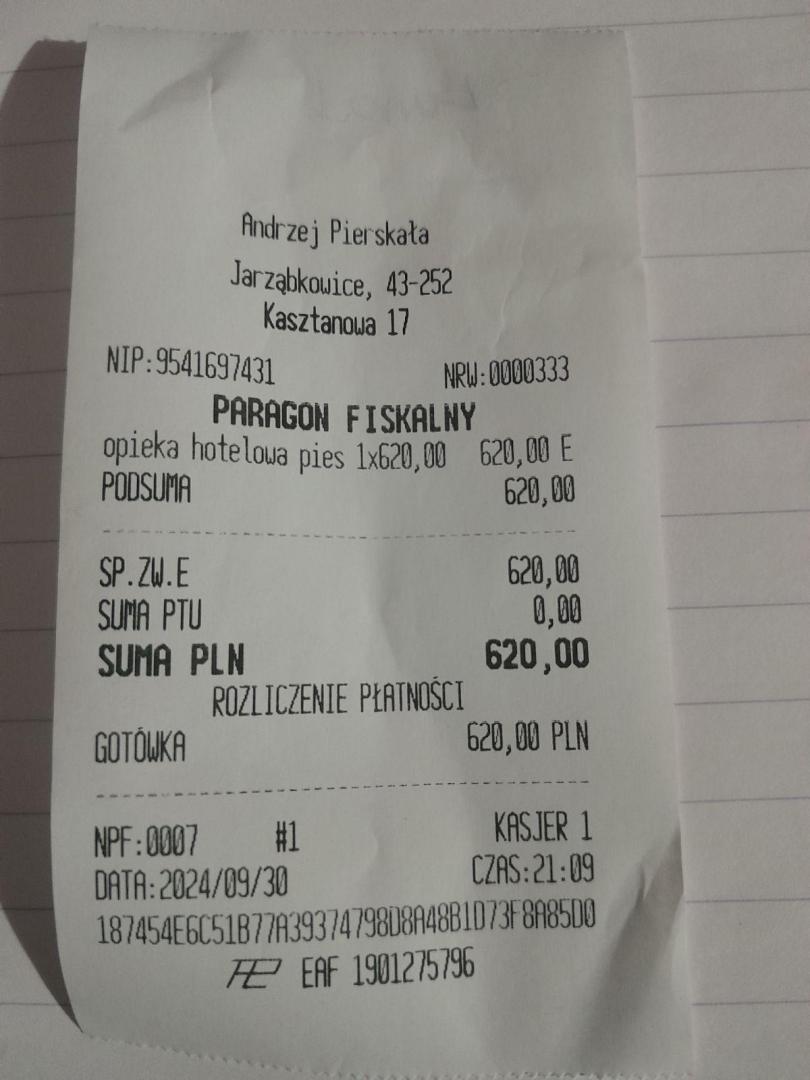 Andrzej Pierskała
Jarząbkowice, 43-252
Kasztanowa 17
NIP:9541697431 NRW:0000333
PARAGON FISKALNY
opieka hotelowa pies 1x620,00 620,00 E
PODSUMA 620,00
SP.ZW.E 620,00
SUMA PTU 0,00
SUMA PLN 620,00
ROZLICZENIE PŁATNOŚCI
GOTÓWKA 620,00 PLN
NPF:0007 #1 KASJER 1
DATA:2024/09/30 CZAS:21:09
187454E6C51B77A39374798D8A48B1D73F8A85D0
EAF 1901275796